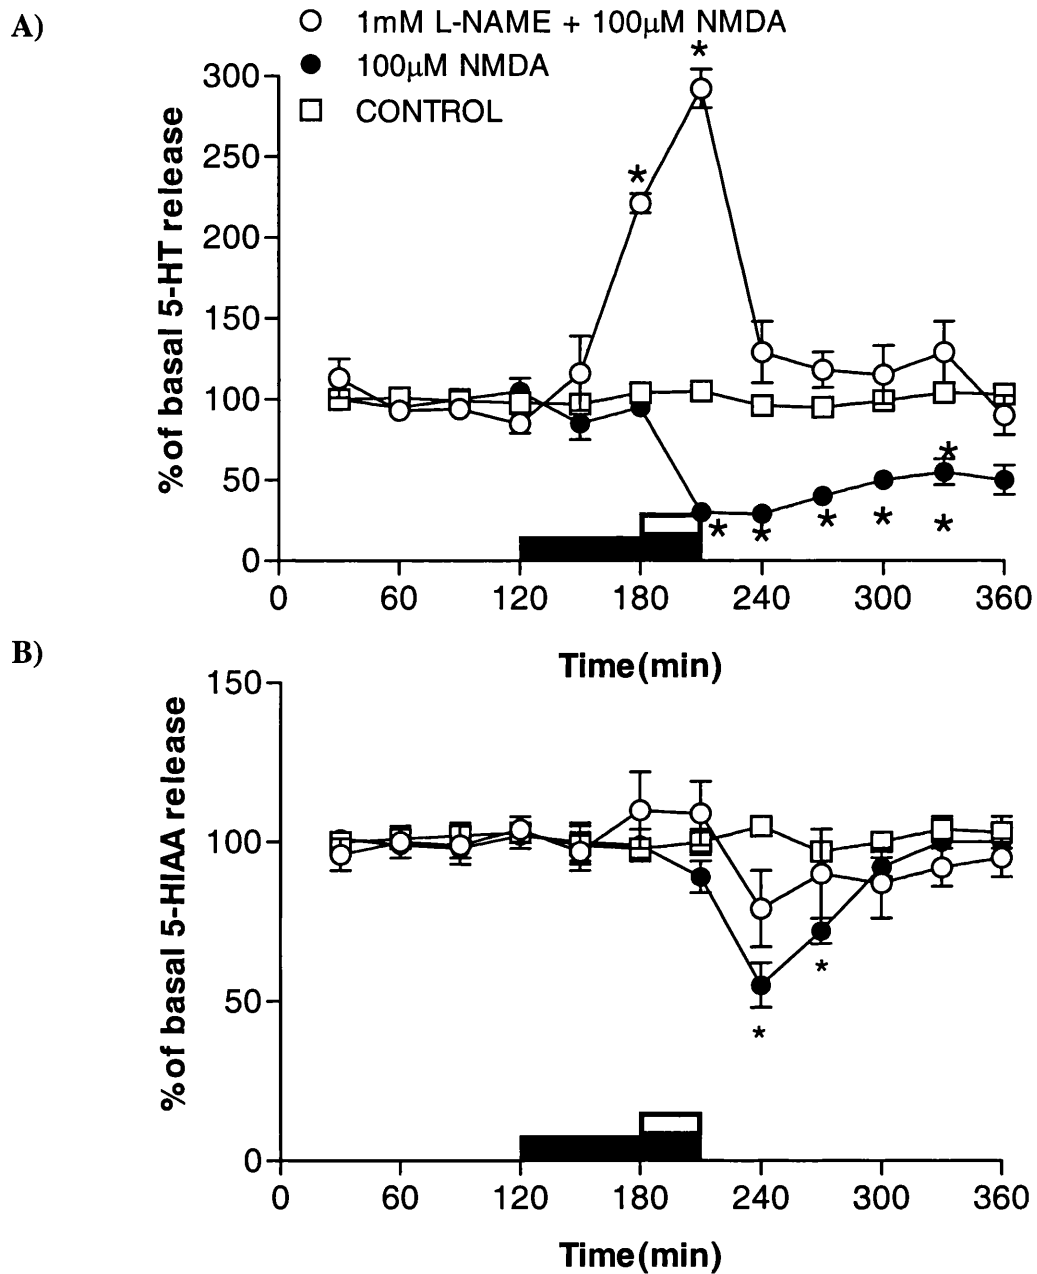 A)
1mM L-NAME + 100μM NMDA
100μM NMDA
CONTROL
% of basal 5-HT release
300
250
200
150
100
50
0
*
*
*
*
*
*
*
*
0 60 120 180 240 300 360
Time(min)
B)
% of basal 5-HIAA release
150
100
50
0
*
*
0 60 120 180 240 300 360
Time(min)